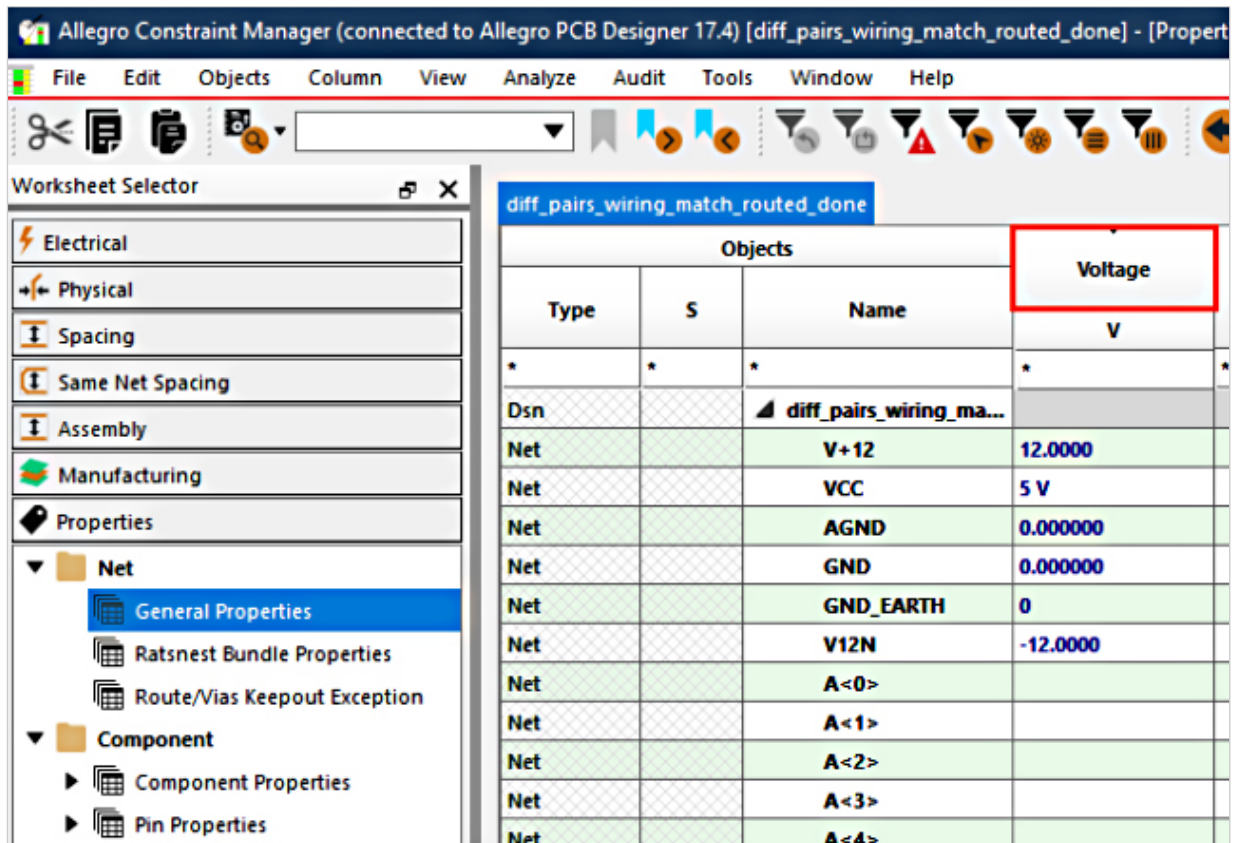 Allegro Constraint Manager (connected to Allegro PCB Designer 17.4) [diff_pairs_wiring_match_routed_done] - [Propert
File Edit Objects Column View Analyze Audit Tools Window Help
Worksheet Selector
Electrical
Physical
Spacing
Same Net Spacing
Assembly
Manufacturing
Properties
Net
General Properties
Ratsnest Bundle Properties
Route/Vias Keepout Exception
Component
Component Properties
Pin Properties
diff_pairs_wiring_match_routed_done
Objects Voltage
Type S Name V
* * * * *
Dsn diff_pairs_wiring_ma...
Net V+12 12.0000
Net VCC 5 V
Net AGND 0.000000
Net GND 0.000000
Net GND_EARTH 0
Net V12N -12.0000
Net A<0>
Net A<1>
Net A<2>
Net A<3>
Net A<4>